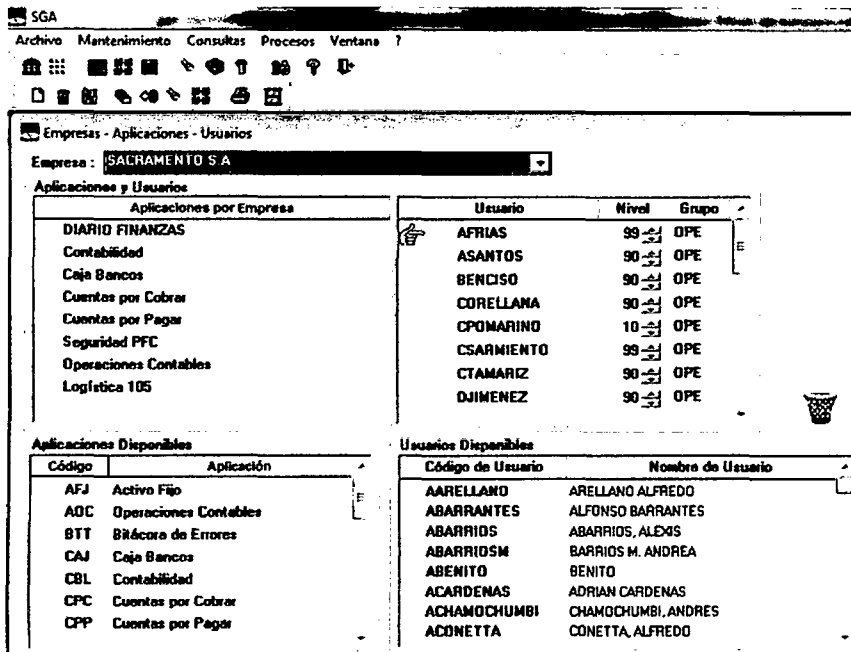 SGA
Archivo Mantenimiento Consultas Procesos Ventana ?
Empresas - Aplicaciones - Usuarios
Empresa : SACRAMENTO S.A
Aplicaciones y Usuarios
Aplicaciones por Empresa
DIARIO FINANZAS
Contabilidad
Caja Bancos
Cuentas por Cobrar
Cuentas por Pagar
Seguridad PFC
Operaciones Contables
Logística 105
Usuario Nivel Grupo
AFRIAS 99 OPE
ASANTOS 90 OPE
BENCISO 90 OPE
CORELLANA 90 OPE
CPOMARINO 10 OPE
CSARMIENTO 99 OPE
CTAMARIZ 90 OPE
DJIMENEZ 90 OPE
Aplicaciones Disponibles
Código Aplicación
AFJ Activo Fijo
AOC Operaciones Contables
BTT Bitácora de Errores
CAJ Caja Bancos
CBL Contabilidad
CPC Cuentas por Cobrar
CPP Cuentas por Pagar
Usuarios Disponibles
Código de Usuario Nombre de Usuario
AARELLANO ARELLANO ALFREDO
ABARRANTES ALFONSO BARRANTES
ABARRIOS ABARRIOS, ALEXIS
ABARRIOSM BARRIOS M. ANDREA
ABENITO BENITO
ACARDENAS ADRIAN CARDENAS
ACHAMOCHUMBI CHAMOCHUMBI, ANDRES
ACONETTA CONETTA, ALFREDO